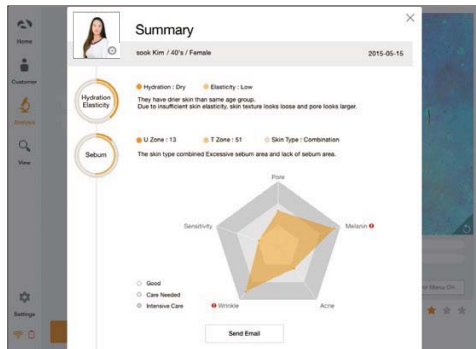 Summary
sook Kim / 40's / Female
2015-05-15
Home
Customer
Analysis
View
Settings
Hydration
Elasticity
Hydration : Dry
Elasticity : Low
They have drier skin than same age group.
Due to insufficient skin elasticity, skin texture looks loose and pore looks larger.
Sebum
U Zone : 13
T Zone : 51
Skin Type : Combination
The skin type combined Excessive sebum area and lack of sebum area.
Pore
Sensitivity
Melanin
Wrinkle
Acne
Good
Care Needed
Intensive Care
Menu On
Send Email